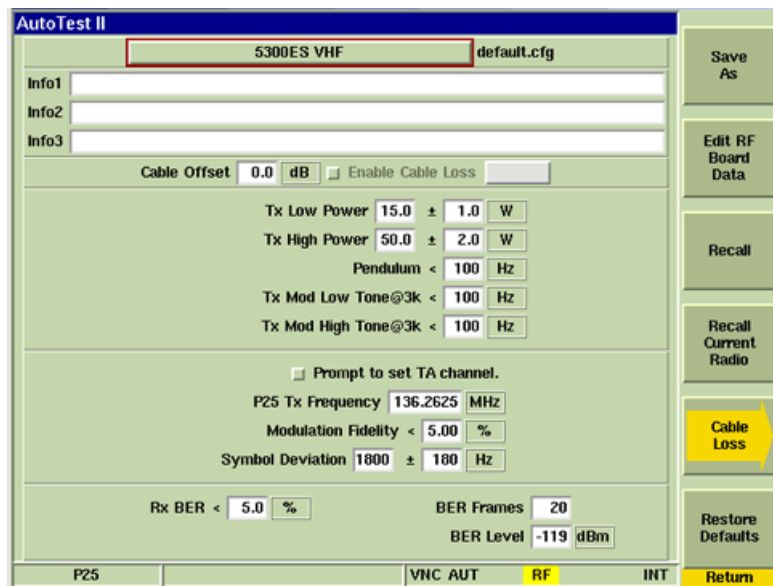 AutoTest II
5300ES VHF default.cfg
Info1
Info2
Info3
Cable Offset 0.0 dB Enable Cable Loss
Tx Low Power 15.0 ± 1.0 W
Tx High Power 50.0 ± 2.0 W
Pendulum < 100 Hz
Tx Mod Low Tone@3k < 100 Hz
Tx Mod High Tone@3k < 100 Hz
Prompt to set TA channel.
P25 Tx Frequency 136.2625 MHz
Modulation Fidelity < 5.00 %
Symbol Deviation 1800 ± 180 Hz
Rx BER < 5.0 % BER Frames 20
BER Level -119 dBm
P25 VNC AUT RF INT
Save
As
Edit RF
Board
Data
Recall
Recall
Current
Radio
Cable
Loss
Restore
Defaults
Return